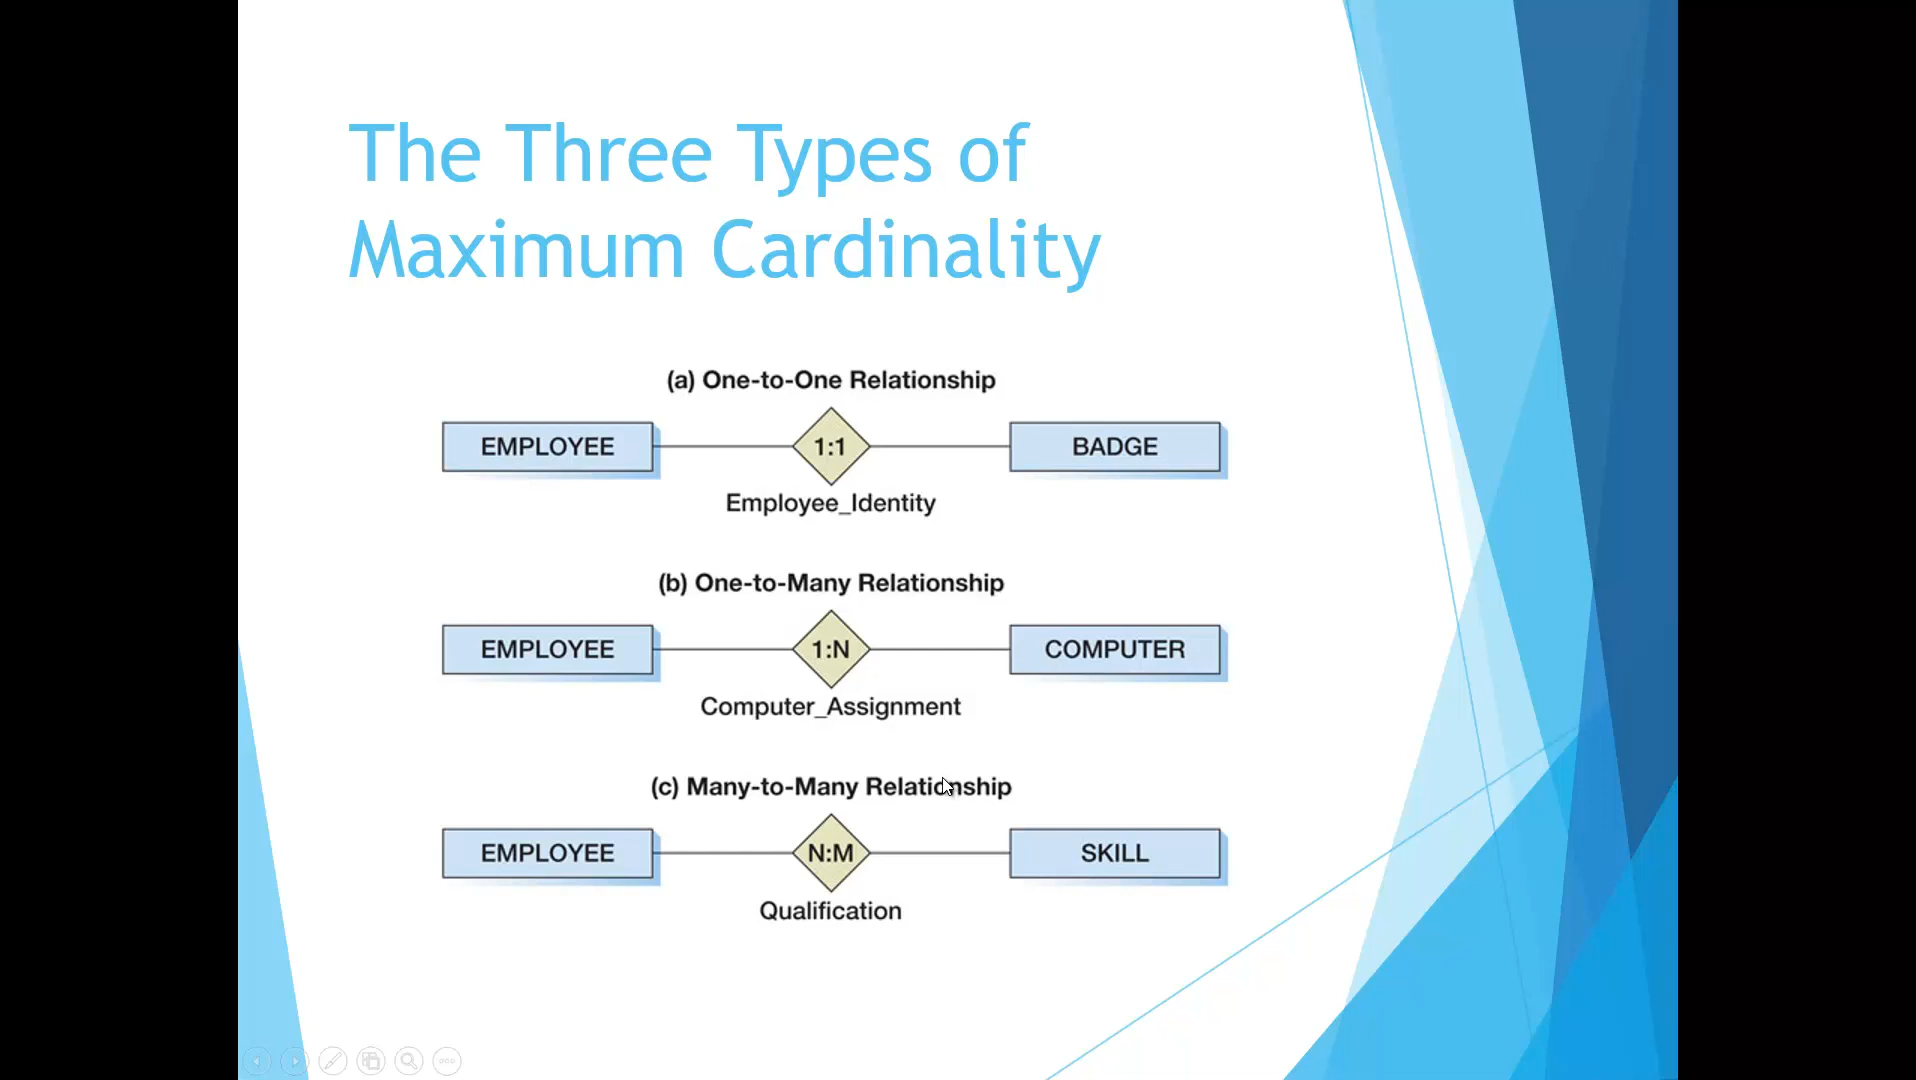 The Three Types of
Maximum Cardinality
(a) One-to-One Relationship
EMPLOYEE 1:1 BADGE
Employee_Identity
(b) One-to-Many Relationship
EMPLOYEE 1:N COMPUTER
Computer_Assignment
(c) Many-to-Many Relationship
EMPLOYEE N:M SKILL
Qualification